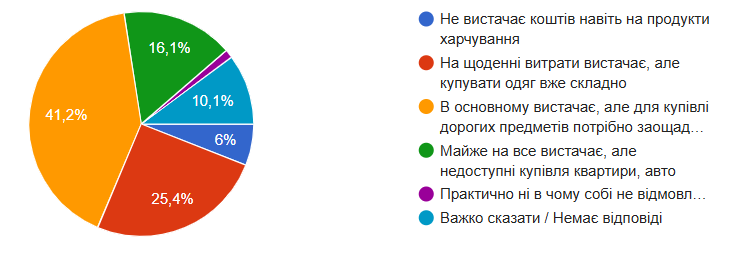 16,1%
41,2%
10,1%
6%
25,4%
Не вистачає коштів навіть на продукти
харчування
На щоденні витрати вистачає, але
купувати одяг вже складно
В основному вистачає, але для купівлі
дорогих предметів потрібно заощад…
Майже на все вистачає, але
недоступні купівля квартири, авто
Практично ні в чому собі не відмовл…
Важко сказати / Немає відповіді